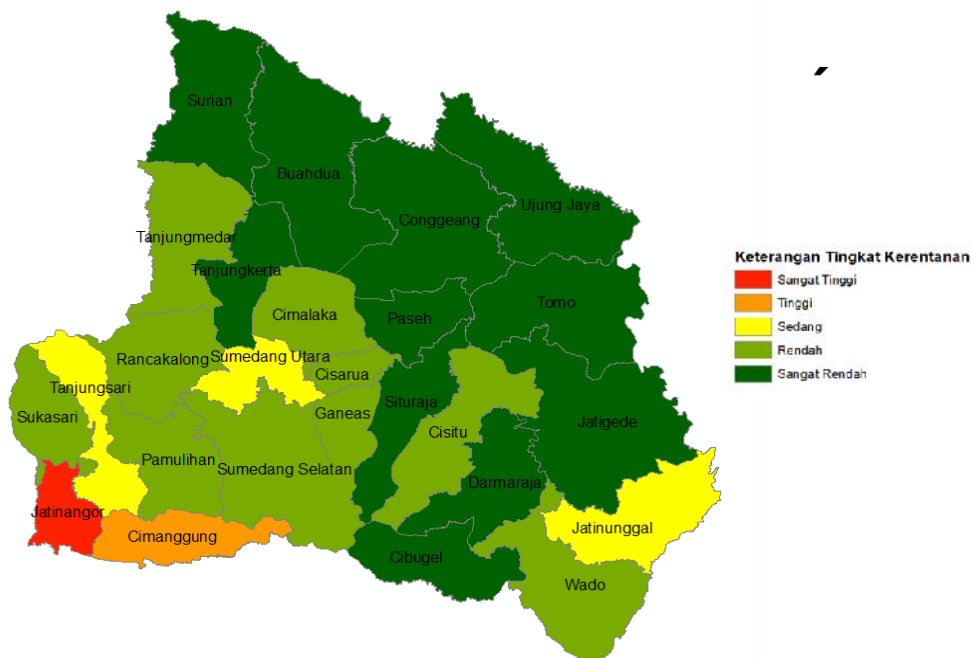 Surian
Buahdua
Ujung Jaya
Conggeang
Tanjungmedar
Tanjungkerta
Tomo
Cimalaka
Paseh
Rancakalong
Sumedang Utara
Cisarua
Tanjungsari
Situraja
Sukasari
Ganeas
Jatigede
Cisitu
Pamulihan
Sumedang Selatan
Darmaraja
Jatinangor
Jatinunggal
Cimanggung
Cibugel
Wado
Keterangan Tingkat Kerentanan
Sangat Tinggi
Tinggi
Sedang
Rendah
Sangat Rendah